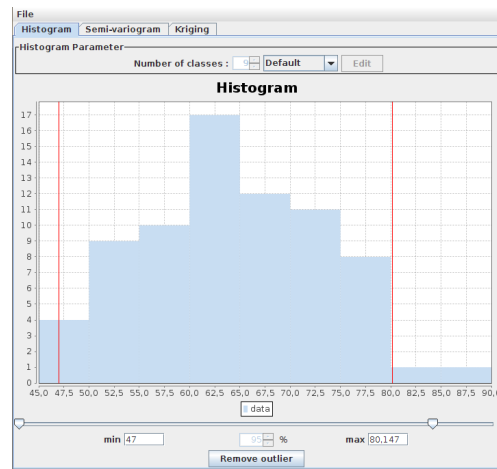 File
Histogram Semi-variogram Kriging
Histogram Parameter
Number of classes : 9 Default Edit
Histogram
17
16
15
14
13
12
11
10
9
8
7
6
5
4
3
2
1
0
45,0 47,5 50,0 52,5 55,0 57,5 60,0 62,5 65,0 67,5 70,0 72,5 75,0 77,5 80,0 82,5 85,0 87,5 90,0
data
min 47 95 % max 80,147
Remove outlier